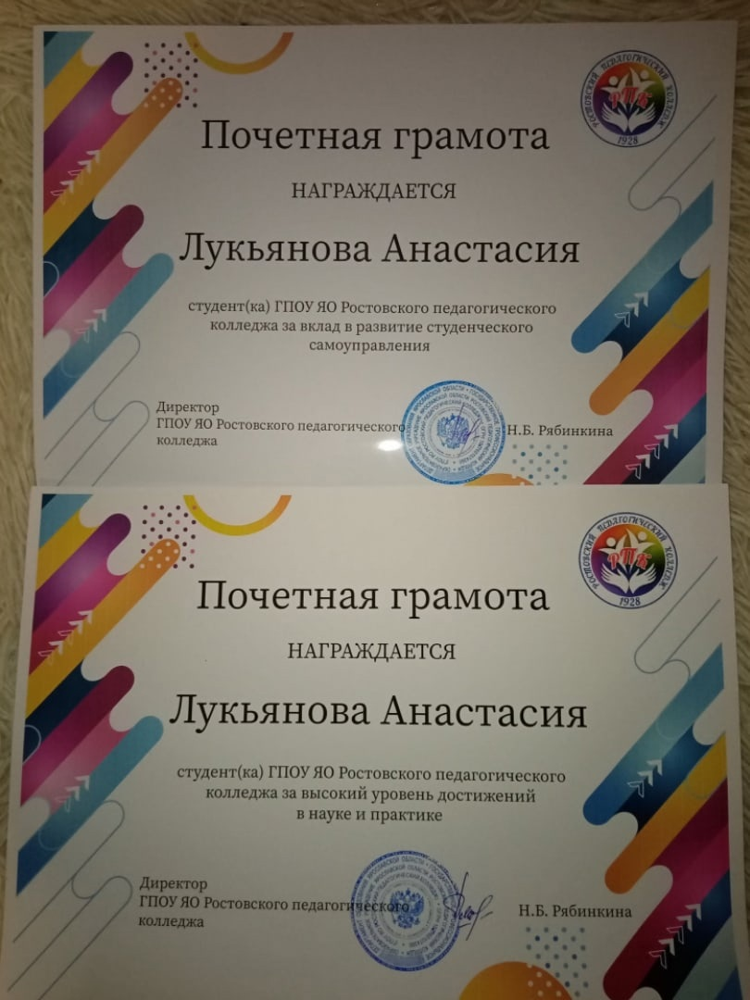 РОСТОВСКИЙ ПЕДАГОГИЧЕСКИЙ КОЛЛЕДЖ
РПК
1928
Почетная грамота
НАГРАЖДАЕТСЯ
Лукьянова Анастасия
студент(ка) ГПОУ ЯО Ростовского педагогического
колледжа за вклад в развитие студенческого
самоуправления
Директор
ГПОУ ЯО Ростовского педагогического
колледжа
Н.Б. Рябинкина
РОСТОВСКИЙ ПЕДАГОГИЧЕСКИЙ КОЛЛЕДЖ
РПК
1928
Почетная грамота
НАГРАЖДАЕТСЯ
Лукьянова Анастасия
студент(ка) ГПОУ ЯО Ростовского педагогического
колледжа за высокий уровень достижений
в науке и практике
Директор
ГПОУ ЯО Ростовского педагогического
колледжа
Н.Б. Рябинкина